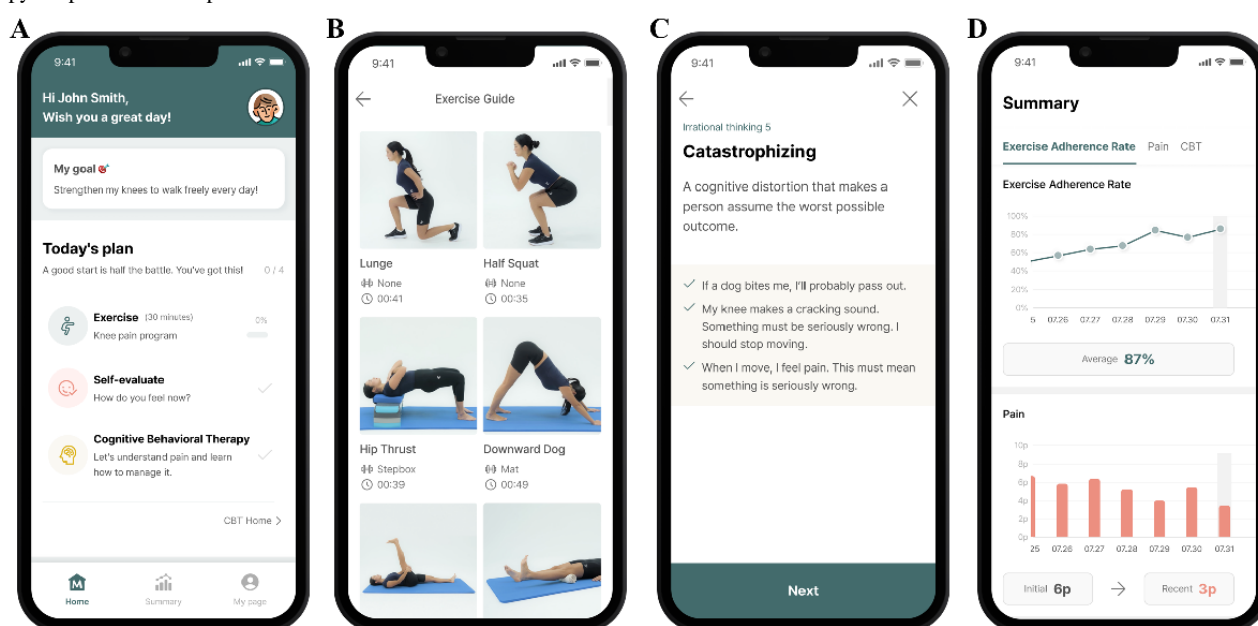 A
9:41
Hi John Smith,
Wish you a great day!
My goal
Strengthen my knees to walk freely every day!
Today's plan
A good start is half the battle. You've got this! 0 / 4
Exercise (30 minutes) 0%
Knee pain program
Self-evaluate
How do you feel now?
Cognitive Behavioral Therapy
Let's understand pain and learn
how to manage it.
CBT Home >
Home Summary My page
B
9:41
Exercise Guide
Lunge Half Squat
None None
00:41 00:35
Hip Thrust Downward Dog
Stepbox Mat
00:39 00:49
C
9:41
Irrational thinking 5
Catastrophizing
A cognitive distortion that makes a
person assume the worst possible
outcome.
If a dog bites me, I'll probably pass out.
My knee makes a cracking sound.
Something must be seriously wrong. I
should stop moving.
When I move, I feel pain. This must mean
something is seriously wrong.
Next
D
9:41
Summary
Exercise Adherence Rate Pain CBT
Exercise Adherence Rate
100%
80%
60%
40%
20%
0%
5 07.26 07.27 07.28 07.29 07.30 07.31
Average 87%
Pain
10p
8p
6p
4p
2p
0p
25 07.26 07.27 07.28 07.29 07.30 07.31
Initial 6p → Recent 3p